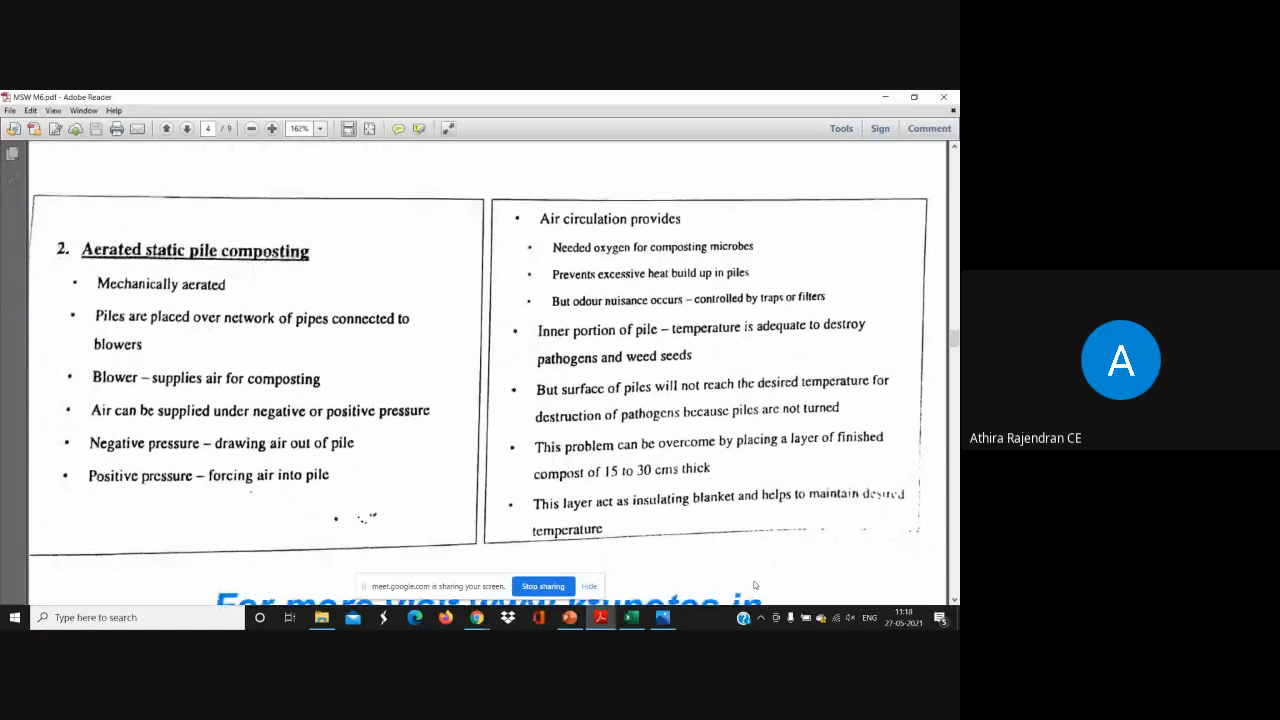 MSW M6.pdf - Adobe Reader
File Edit View Window Help
4 / 9 162% Tools Sign Comment
2. Aerated static pile composting
• Mechanically aerated
• Piles are placed over network of pipes connected to
blowers
• Blower – supplies air for composting
• Air can be supplied under negative or positive pressure
• Negative pressure – drawing air out of pile
• Positive pressure – forcing air into pile
• Air circulation provides
• Needed oxygen for composting microbes
• Prevents excessive heat build up in piles
• But odour nuisance occurs – controlled by traps or filters
• Inner portion of pile – temperature is adequate to destroy
pathogens and weed seeds
• But surface of piles will not reach the desired temperature for
destruction of pathogens because piles are not turned
• This problem can be overcome by placing a layer of finished
compost of 15 to 30 cms thick
• This layer act as insulating blanket and helps to maintain desired
temperature
For more visit www.ktunotes.in
meet.google.com is sharing your screen. Stop sharing Hide
Type here to search
ENG
11:18
27-05-2021
A
Athira Rajendran CE